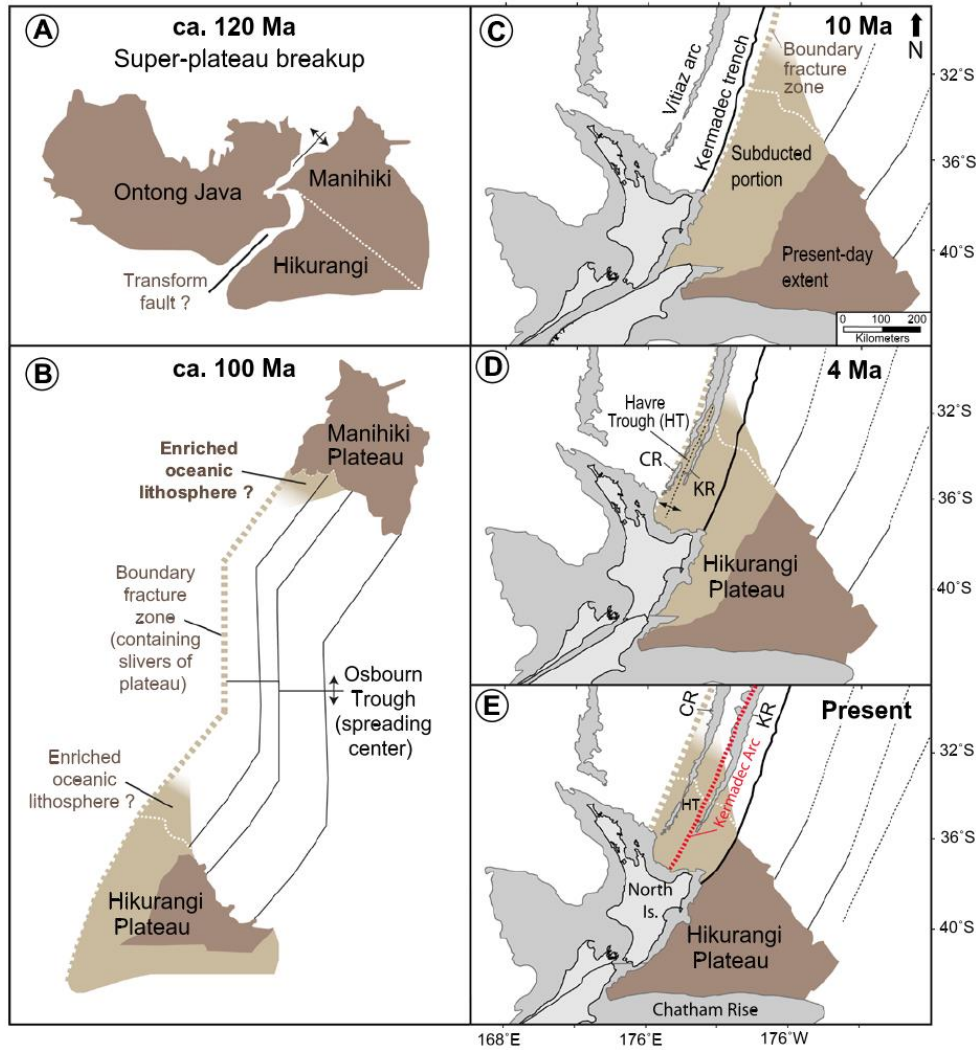 A
ca. 120 Ma
Super-plateau breakup
Ontong Java
Manihiki
Hikurangi
Transform
fault ?
B
ca. 100 Ma
Manihiki
Plateau
Enriched
oceanic
lithosphere ?
Boundary
fracture
zone
(containing
slivers of
plateau)
Osbourn
Trough
(spreading
center)
Enriched
oceanic
lithosphere ?
Hikurangi
Plateau
C
10 Ma
N
Vitiaz arc
Kermadec trench
Boundary
fracture
zone
Subducted
portion
Present-day
extent
0 100 200
Kilometers
32°S
36°S
40°S
D
4 Ma
Havre
Trough (HT)
CR
KR
Hikurangi
Plateau
32°S
36°S
40°S
E
Present
CR
KR
Kermadec Arc
HT
North
Is.
Hikurangi
Plateau
Chatham Rise
32°S
36°S
40°S
168°E
176°E
176°W